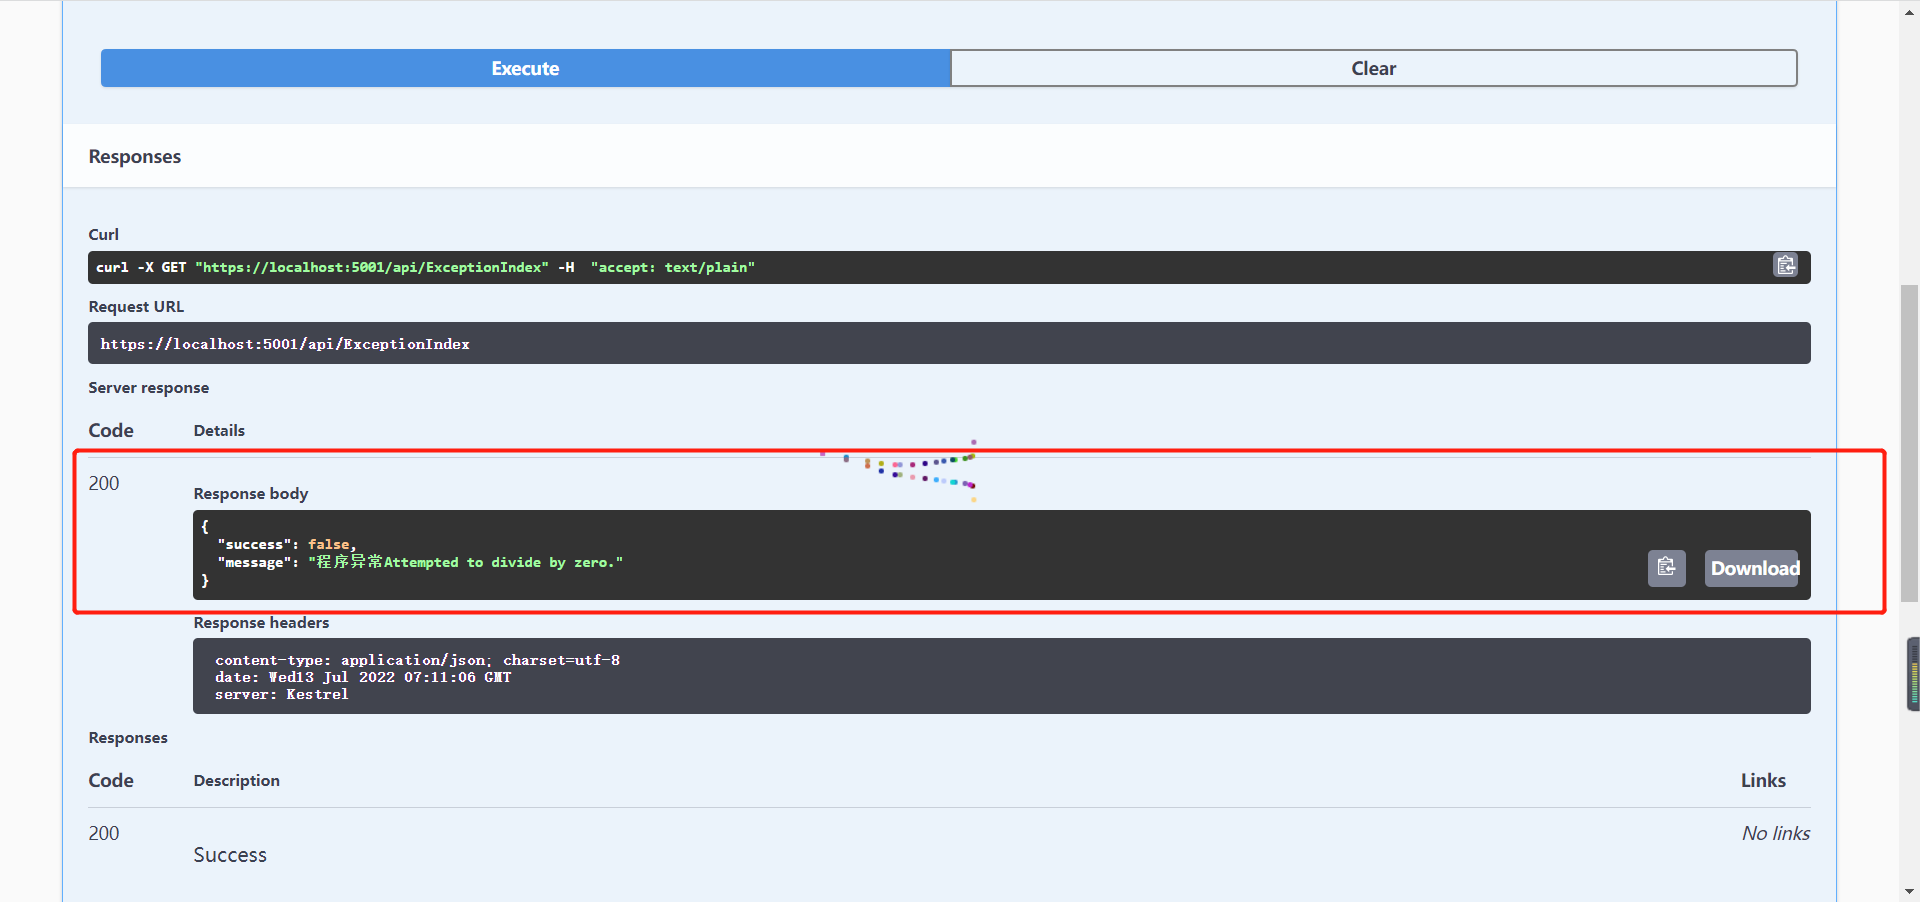 Execute
Clear
Responses
Curl
curl -X GET "https://localhost:5001/api/ExceptionIndex" -H  "accept: text/plain"
Request URL
https://localhost:5001/api/ExceptionIndex
Server response
Code
Details
200
Response body
{
  "success": false,
  "message": "程序异常Attempted to divide by zero."
}
Download
Response headers
content-type: application/json; charset=utf-8
date: Wed13 Jul 2022 07:11:06 GMT
server: Kestrel
Responses
Code
Description
Links
200
Success
No links